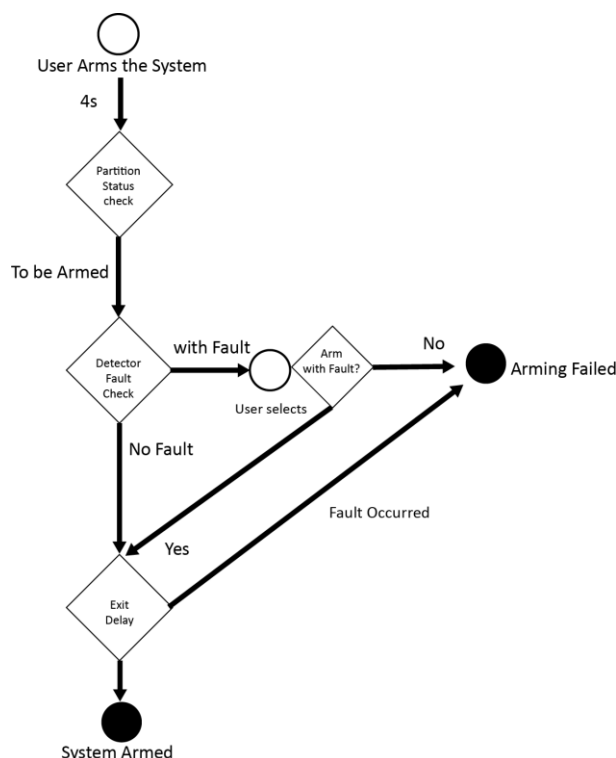 User Arms the System
4s
Partition
Status
check
To be Armed
Detector
Fault
Check
with Fault
User selects
Arm
with Fault?
No
Arming Failed
No Fault
Yes
Fault Occurred
Exit
Delay
System Armed